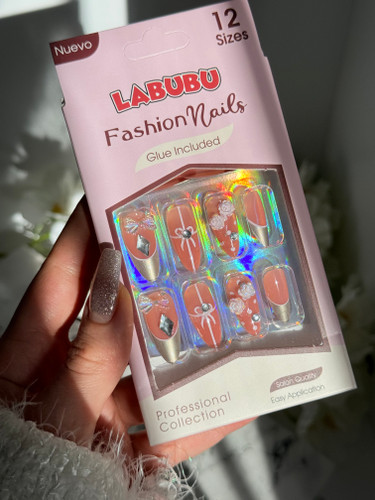 Nuevo
12
Sizes
LABUBU
Fashion Nails
Glue Included
Professional
Collection
Salon Quality
Easy Application